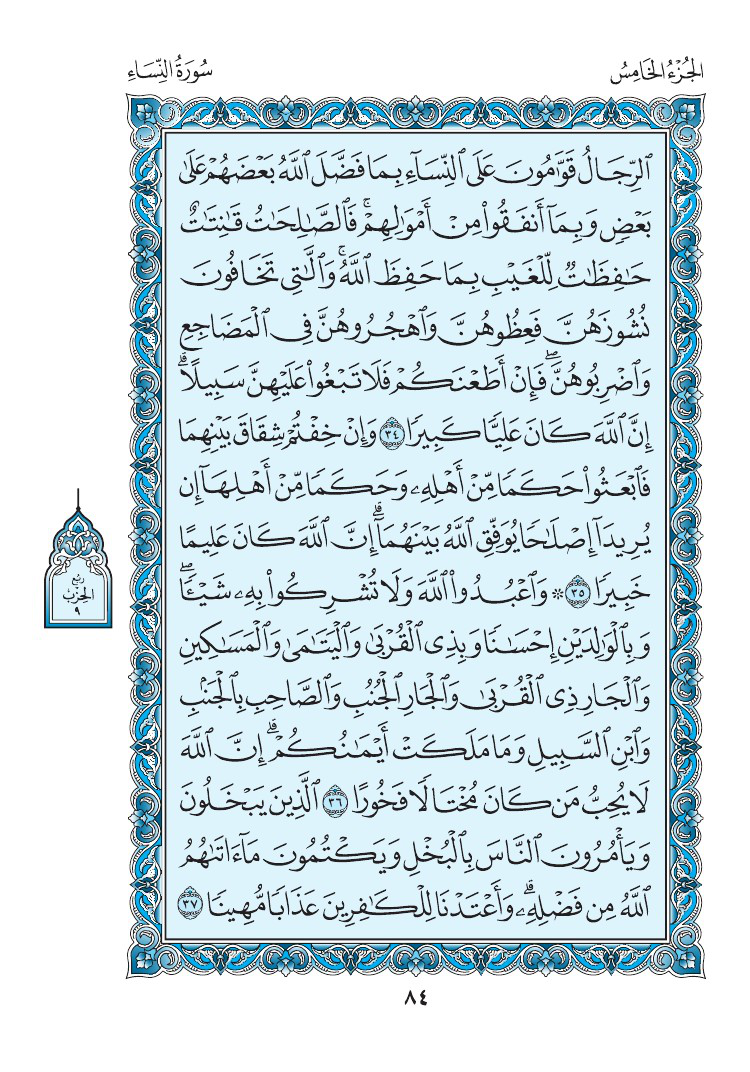 الجُزْءُ الخَامِسُ
سُورَةُ النِّسَاءِ
ٱلرِّجَالُ قَوَّٰمُونَ عَلَى ٱلنِّسَآءِ بِمَا فَضَّلَ ٱللَّهُ بَعْضَهُمْ عَلَىٰ
بَعْضٖ وَبِمَآ أَنفَقُواْ مِنْ أَمْوَٰلِهِمْۚ فَٱلصَّٰلِحَٰتُ قَٰنِتَٰتٌ
حَٰفِظَٰتٞ لِّلْغَيْبِ بِمَا حَفِظَ ٱللَّهُۚ وَٱلَّٰتِي تَخَافُونَ
نُشُوزَهُنَّ فَعِظُوهُنَّ وَٱهْجُرُوهُنَّ فِي ٱلْمَضَاجِعِ
وَٱضْرِبُوهُنَّۖ فَإِنْ أَطَعْنَكُمْ فَلَا تَبْغُواْ عَلَيْهِنَّ سَبِيلًاۗ
إِنَّ ٱللَّهَ كَانَ عَلِيّٗا كَبِيرٗا ٣٤ وَإِنْ خِفْتُمْ شِقَاقَ بَيْنِهِمَا
فَٱبْعَثُواْ حَكَمٗا مِّنْ أَهْلِهِۦ وَحَكَمٗا مِّنْ أَهْلِهَآ إِن
يُرِيدَآ إِصْلَٰحٗا يُوَفِّقِ ٱللَّهُ بَيْنَهُمَآۗ إِنَّ ٱللَّهَ كَانَ عَلِيمًا
خَبِيرٗا ٣٥ ۞ وَٱعْبُدُواْ ٱللَّهَ وَلَا تُشْرِكُواْ بِهِۦ شَيْـٔٗاۖ
وَبِٱلْوَٰلِدَيْنِ إِحْسَٰنٗا وَبِذِي ٱلْقُرْبَىٰ وَٱلْيَتَٰمَىٰ وَٱلْمَسَٰكِينِ
وَٱلْجَارِ ذِي ٱلْقُرْبَىٰ وَٱلْجَارِ ٱلْجُنُبِ وَٱلصَّاحِبِ بِٱلْجَنۢبِ
وَٱبْنِ ٱلسَّبِيلِ وَمَا مَلَكَتْ أَيْمَٰنُكُمْۗ إِنَّ ٱللَّهَ
لَا يُحِبُّ مَن كَانَ مُخْتَالٗا فَخُورًا ٣٦ ٱلَّذِينَ يَبْخَلُونَ
وَيَأْمُرُونَ ٱلنَّاسَ بِٱلْبُخْلِ وَيَكْتُمُونَ مَآ ءَاتَىٰهُمُ
ٱللَّهُ مِن فَضْلِهِۦۗ وَأَعْتَدْنَا لِلْكَٰفِرِينَ عَذَابٗا مُّهِينٗا ٣٧
رُبْع
الحِزْب
٩
٨٤